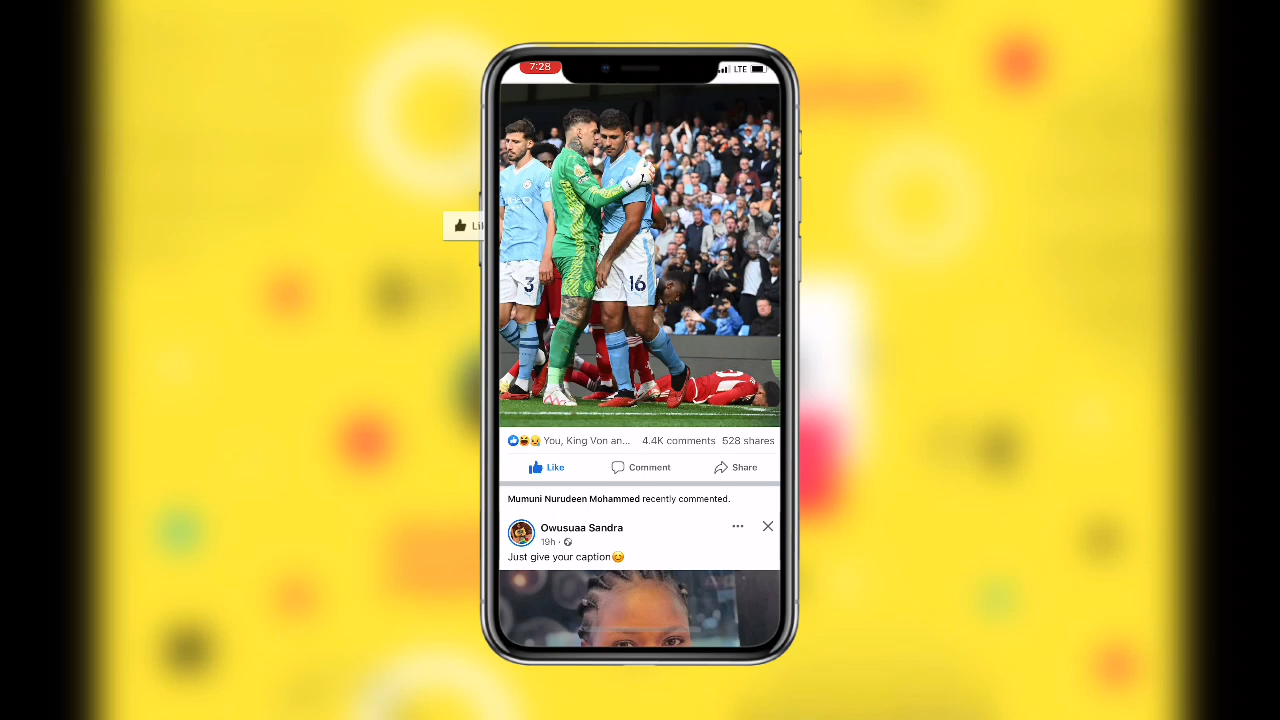 7:28
LTE
3
16
Lik
You, King Von an... 4.4K comments 528 shares
Like Comment Share
Mumuni Nurudeen Mohammed recently commented.
Owusuaa Sandra
19h ·
Just give your caption😊